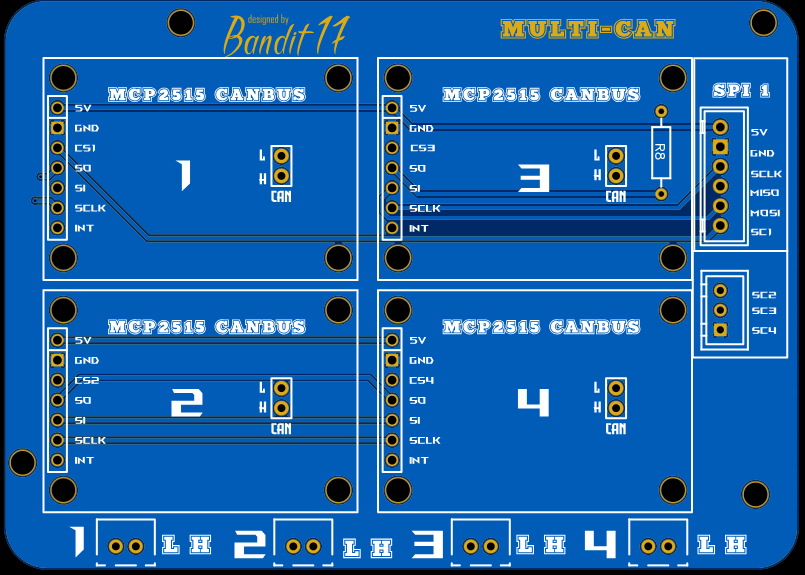 designed by
Bandit 17
MULTI-CAN
MCP2515 CANBUS
5V
GND
CS1
SO
SI
SCLK
INT
1
L
H
CAN
MCP2515 CANBUS
5V
GND
CS3
SO
SI
SCLK
INT
3
L
H
CAN
R8
SPI 1
5V
GND
SCLK
MISO
MOSI
SC1
SC2
SC3
SC4
MCP2515 CANBUS
5V
GND
CS2
SO
SI
SCLK
INT
2
L
H
CAN
MCP2515 CANBUS
5V
GND
CS4
SO
SI
SCLK
INT
4
L
H
CAN
1 L H 2 L H 3 L H 4 L H